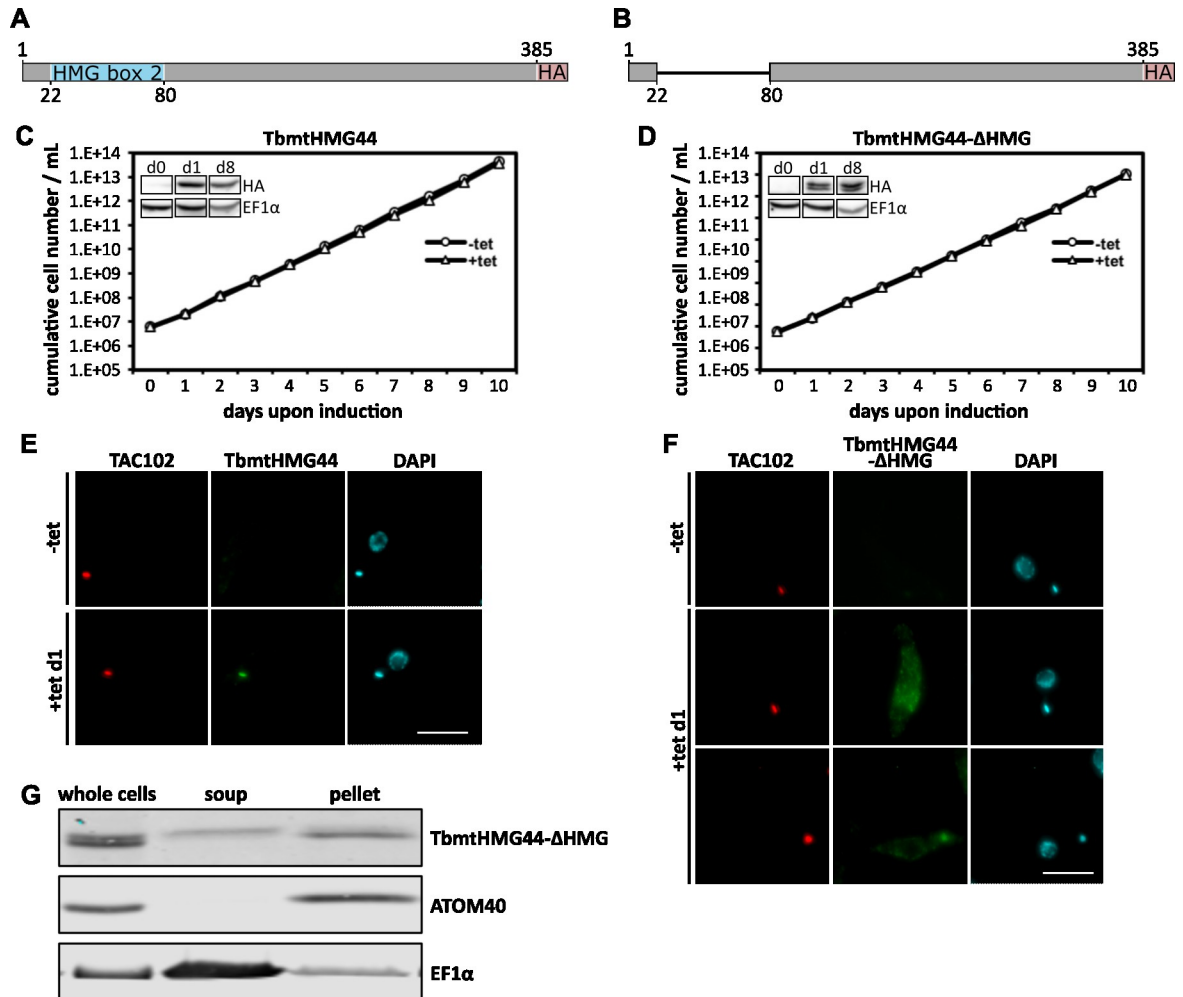 A
1 385
HMG box 2 HA
22 80
B
1 385
HA
22 80
C
TbmtHMG44
cumulative cell number / mL
1.E+14
1.E+13
1.E+12
1.E+11
1.E+10
1.E+09
1.E+08
1.E+07
1.E+06
1.E+05
d0 d1 d8
HA
EF1α
-tet
+tet
0 1 2 3 4 5 6 7 8 9 10
days upon induction
D
TbmtHMG44-ΔHMG
cumulative cell number / mL
1.E+14
1.E+13
1.E+12
1.E+11
1.E+10
1.E+09
1.E+08
1.E+07
1.E+06
1.E+05
d0 d1 d8
HA
EF1α
-tet
+tet
0 1 2 3 4 5 6 7 8 9 10
days upon induction
E
TAC102 TbmtHMG44 DAPI
-tet
+tet d1
F
TAC102 TbmtHMG44 DAPI
-ΔHMG
-tet
+tet d1
G
whole cells soup pellet
TbmtHMG44-ΔHMG
ATOM40
EF1α